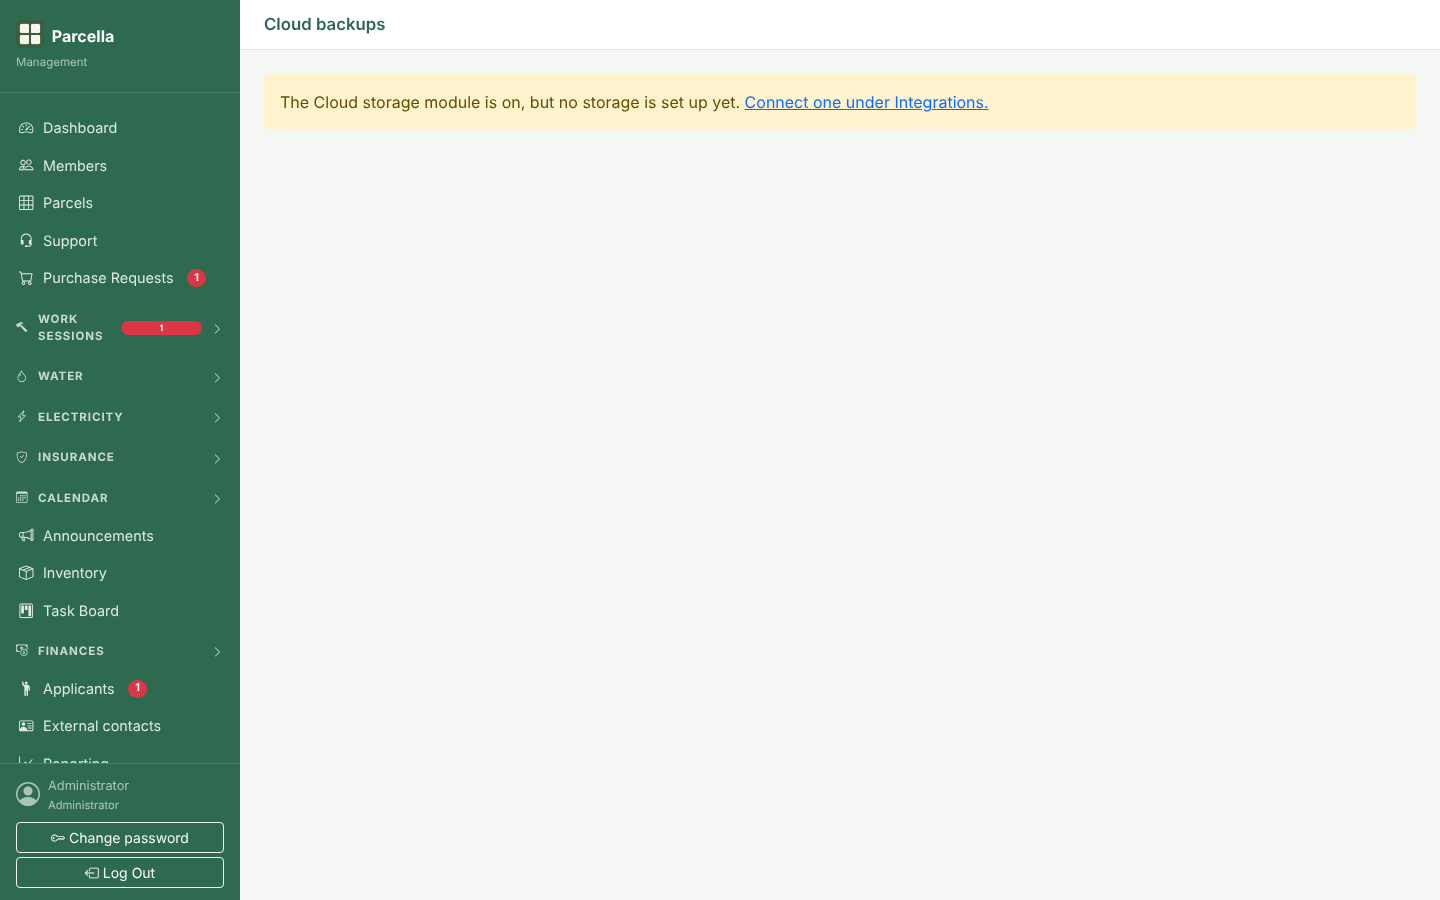 Parcella
Management
Dashboard
Members
Parcels
Support
Purchase Requests 1
WORK SESSIONS 1
WATER
ELECTRICITY
INSURANCE
CALENDAR
Announcements
Inventory
Task Board
FINANCES
Applicants 1
External contacts
Reporting
Administrator
Administrator
Change password
Log Out
Cloud backups
The Cloud storage module is on, but no storage is set up yet. Connect one under Integrations.